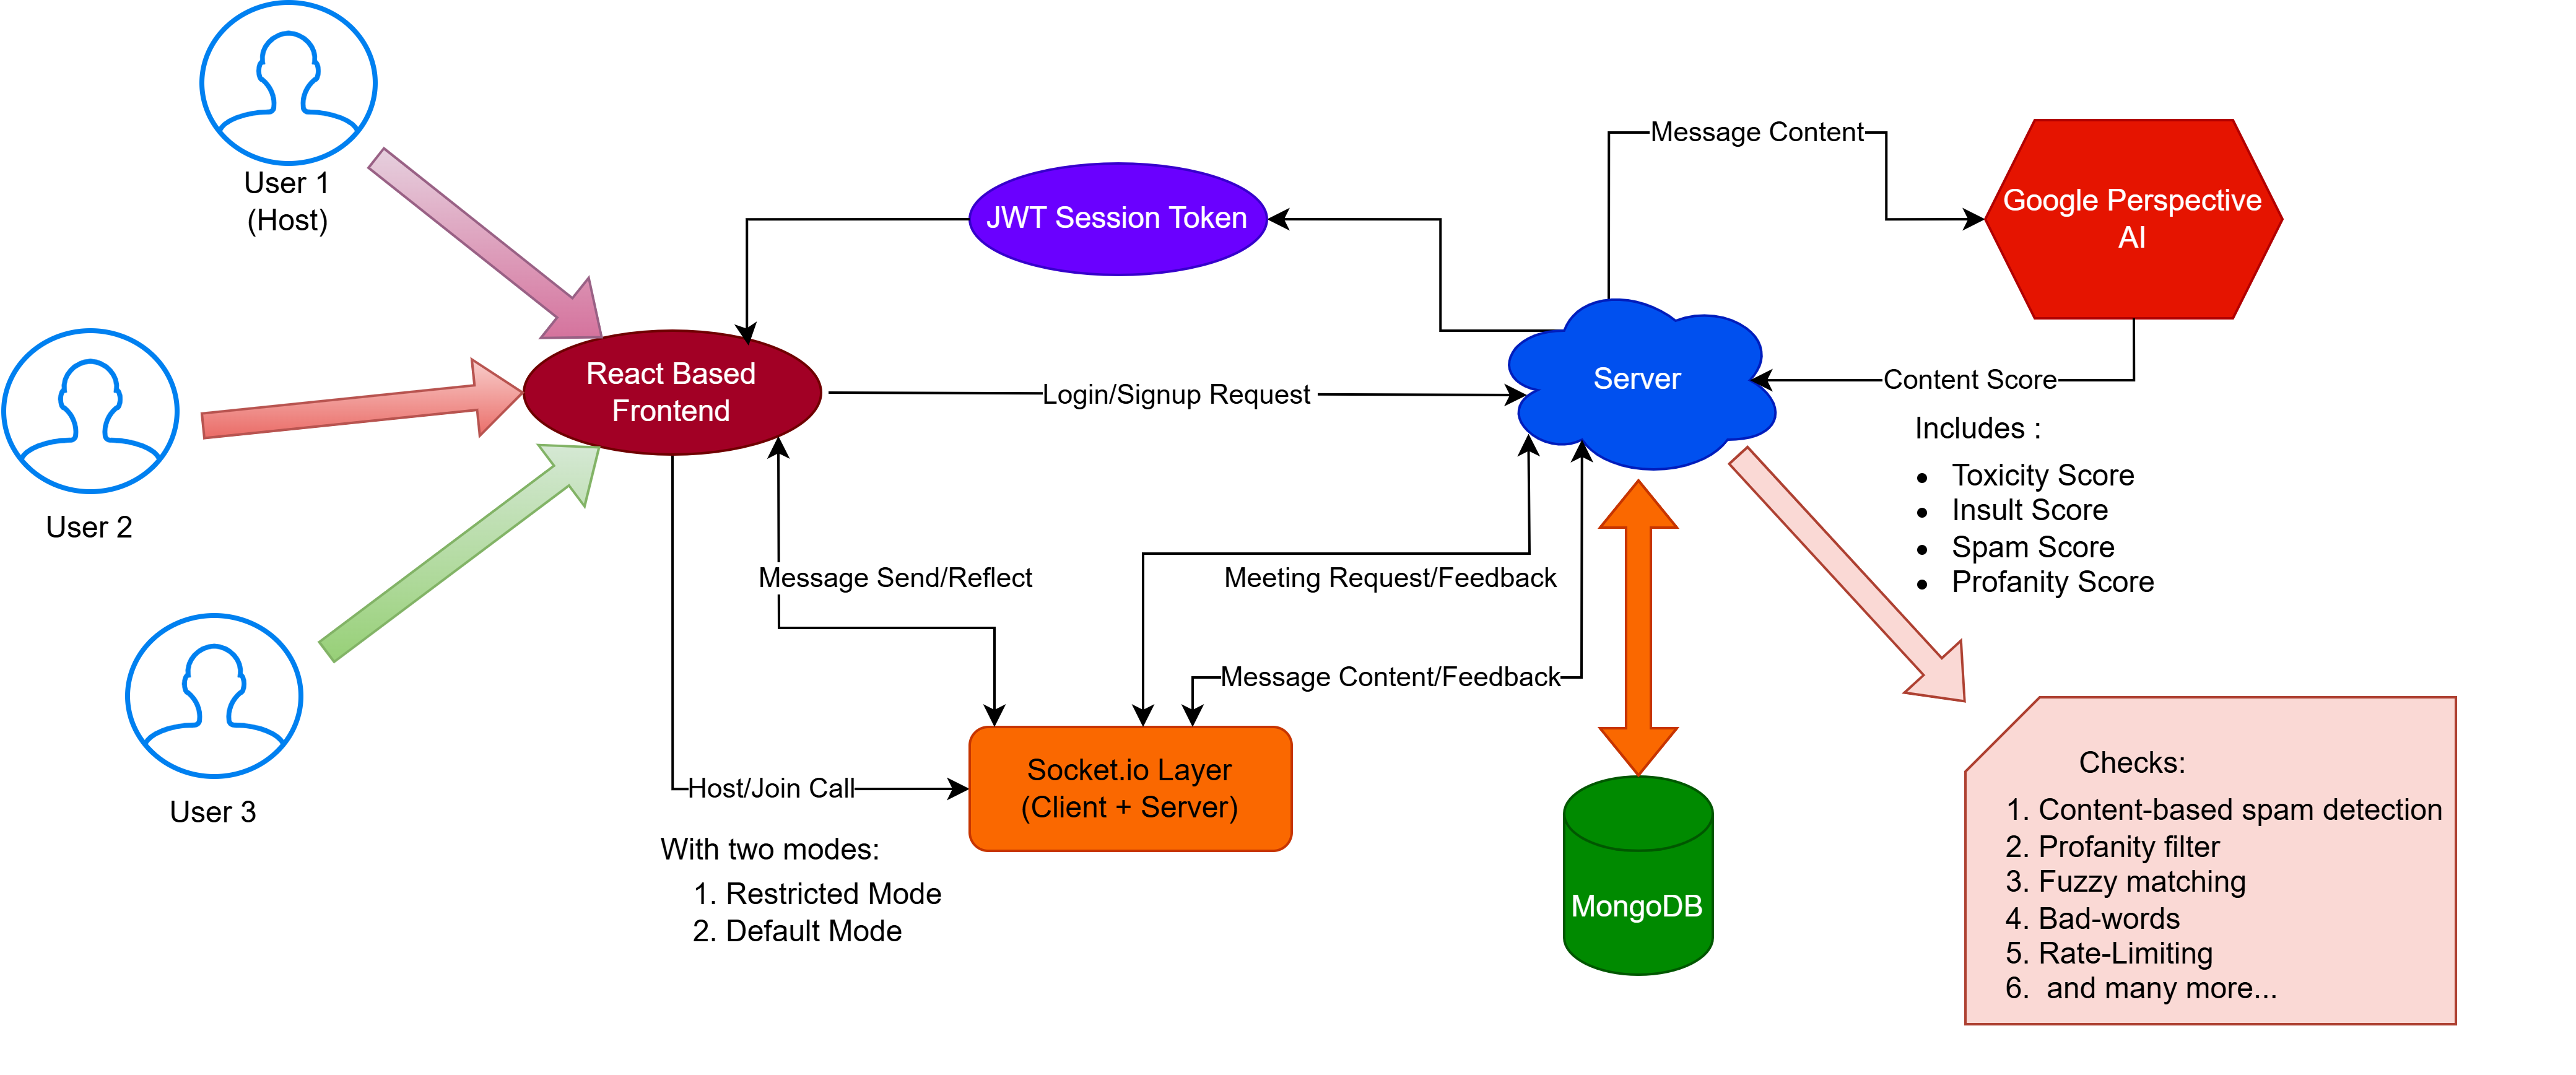 User 1
(Host)
User 2
User 3
React Based
Frontend
JWT Session Token
Login/Signup Request
Server
Message Content
Google Perspective
AI
Content Score
Includes :
Toxicity Score
Insult Score
Spam Score
Profanity Score
Message Send/Reflect
Meeting Request/Feedback
Message Content/Feedback
Host/Join Call
With two modes:
1. Restricted Mode
2. Default Mode
Socket.io Layer
(Client + Server)
MongoDB
Checks:
1. Content-based spam detection
2. Profanity filter
3. Fuzzy matching
4. Bad-words
5. Rate-Limiting
6. and many more...